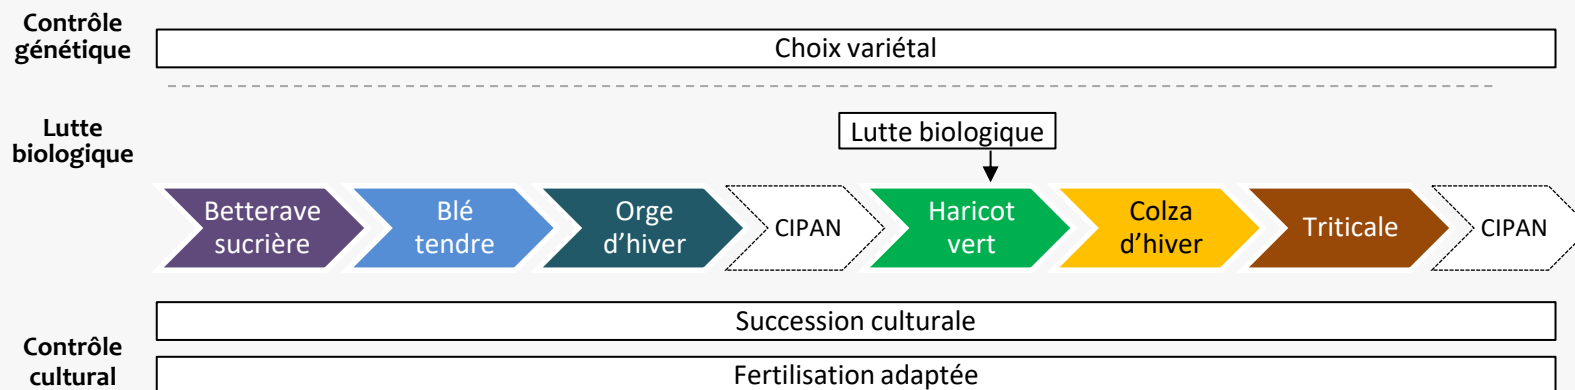 Contrôle
génétique
Choix variétal
Lutte
biologique
Lutte biologique
Betterave
sucrière
Blé
tendre
Orge
d'hiver
CIPAN
Haricot
vert
Colza
d'hiver
Triticale
CIPAN
Contrôle
cultural
Succession culturale
Fertilisation adaptée